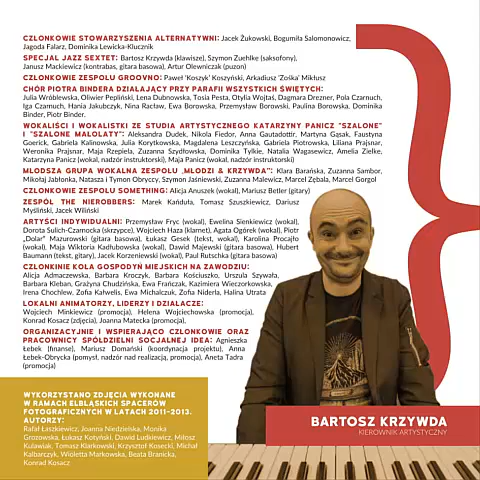 CZŁONKOWIE STOWARZYSZENIA ALTERNATYWNI: Jacek Żukowski, Bogumiła Salomonowicz,
Jagoda Falarz, Dominika Lewicka-Klucznik
SPECJAL JAZZ SEXTET: Bartosz Krzywda (klawisze), Szymon Zuehlke (saksofony),
Janusz Mackiewicz (kontrabas, gitara basowa), Artur Olewniczak (puzon)
CZŁONKOWIE ZESPOŁU GROOVNO: Paweł 'Koszyk' Koszyński, Arkadiusz 'Zośka' Mikłusz
CHÓR PIOTRA BINDERA DZIAŁAJĄCY PRZY PARAFII WSZYSTKICH ŚWIĘTYCH:
Julia Wróblewska, Oliwier Pepliński, Lena Dubnowska, Tosia Pesta, Otylia Wojtaś, Dagmara Drezner, Pola Czarnuch,
Iga Czarnuch, Hania Jakubczyk, Nina Racław, Ewa Borowska, Przemysław Borowski, Paulina Borowska, Dominika
Binder, Piotr Binder.
WOKALIŚCI I WOKALISTKI ZE STUDIA ARTYSTYCZNEGO KATARZYNY PANICZ "SZALONE"
I "SZALONE MAŁOLATY": Aleksandra Dudek, Nikola Fiedor, Anna Gautadottir, Martyna Gąsak, Faustyna
Goerick, Gabriela Kalinowska, Julia Korytkowska, Magdalena Leszczyńska, Gabriela Piotrowska, Liliana Prajsnar,
Weronika Prajsnar, Maja Rzepiela, Zuzanna Szydłowska, Dominika Tylkie, Natalia Wagasewicz, Amelia Zielke,
Katarzyna Panicz (wokal, nadzór instruktorski), Maja Panicz (wokal, nadzór instruktorski)
MŁODSZA GRUPA WOKALNA ZESPOŁU „MŁODZI & KRZYWDA”: Klara Barańska, Zuzanna Sambor,
Mikołaj Jabłonka, Natasza i Tymon Obryccy, Szymon Jaśniewski, Zuzanna Malewicz, Marcel Zębala, Marcel Gorgol
CZŁONKOWIE ZESPOŁU SOMETHING: Alicja Anuszek (wokal), Mariusz Betler (gitary)
ZESPÓŁ THE NIEROBBERS: Marek Kańduła, Tomasz Szuszkiewicz, Dariusz
Myśliński, Jacek Wiliński
ARTYŚCI INDYWIDUALNI: Przemysław Fryc (wokal), Ewelina Sienkiewicz (wokal),
Dorota Sulich-Czarnocka (skrzypce), Wojciech Haza (klarnet), Agata Ogórek (wokal), Piotr
„Dolar" Mazurowski (gitara basowa), Łukasz Gesek (tekst, wokal), Karolina Procajło
(wokal), Maja Wiktoria Kadłubowska (wokal), Dawid Majewski (gitara basowa), Hubert
Baumann (tekst, gitary), Jacek Korzeniewski (wokal), Paul Rutschka (gitara basowa)
CZŁONKINIE KOŁA GOSPODYŃ MIEJSKICH NA ZAWODZIU:
Alicja Admaczewska, Barbara Kroczyk, Barbara Kościuszko, Urszula Szywała,
Barbara Kleban, Grażyna Chudzińska, Ewa Frańczak, Kazimiera Wieczorkowska,
Irena Chochlew, Zofia Kałwelis, Ewa Michalczuk, Zofia Niderla, Halina Utrata
LOKALNI ANIMATORZY, LIDERZY I DZIAŁACZE:
Wojciech Minkiewicz (promocja), Helena Wojciechowska (promocja),
Konrad Kosacz (zdjęcia), Joanna Matecka (promocja),
ORGANIZACYJNIE I WSPIERAJĄCO CZŁONKOWIE ORAZ
PRACOWNICY SPÓŁDZIELNI SOCJALNEJ IDEA: Agnieszka
Łebek (finanse), Mariusz Domański (koordynacja projektu), Anna
Łebek-Obrycka (pomysł, nadzór nad realizacją, promocja), Aneta Tadra
(promocja)
WYKORZYSTANO ZDJĘCIA WYKONANE
W RAMACH ELBLĄSKICH SPACERÓW
FOTOGRAFICZNYCH W LATACH 2011-2013.
AUTORZY:
Rafał Łaszkiewicz, Joanna Niedzielska, Monika
Grozowska, Łukasz Kotyński, Dawid Ludkiewicz, Milosz
Kulawiak, Tomasz Klarkowski, Krzysztof Kosecki, Michał
Kalbarczyk, Wioletta Markowska, Beata Branicka,
Konrad Kosacz
BARTOSZ KRZYWDA
KIEROWNIK ARTYSTYCZNY